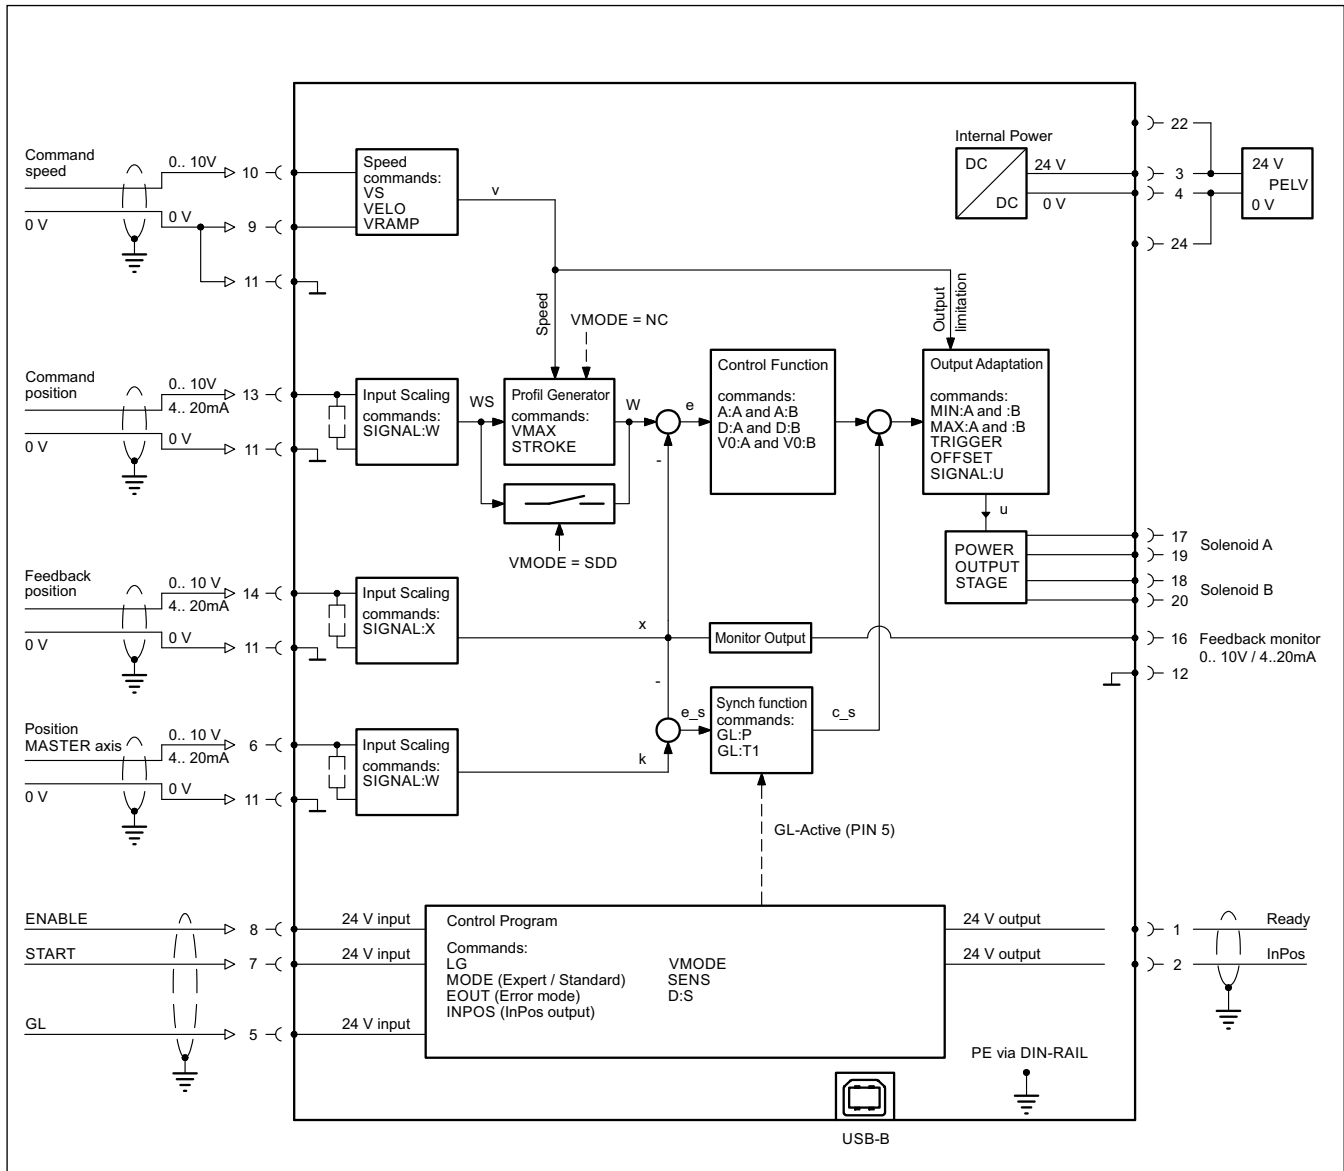 Command
speed
0.. 10V
10
0 V
0 V
9
11
Speed
commands:
VS
VELO
VRAMP
v
Internal Power
DC
DC
24 V
0 V
22
3
4
24
24 V
PELV
0 V
Speed
VMODE = NC
Output
limitation
Command
position
0.. 10V
4.. 20mA
13
0 V
0 V
11
Input Scaling
commands:
SIGNAL:W
WS
Profil Generator
commands:
VMAX
STROKE
W
e
-
Control Function
commands:
A:A and A:B
D:A and D:B
V0:A and V0:B
Output Adaptation
commands:
MIN:A and :B
MAX:A and :B
TRIGGER
OFFSET
SIGNAL:U
u
VMODE = SDD
POWER
OUTPUT
STAGE
17
19
Solenoid A
18
20
Solenoid B
Feedback
position
0.. 10 V
4.. 20mA
14
0 V
0 V
11
Input Scaling
commands:
SIGNAL:X
x
Monitor Output
16
Feedback monitor
0.. 10V / 4..20mA
12
-
Position
MASTER axis
0.. 10 V
4.. 20mA
6
0 V
0 V
11
Input Scaling
commands:
SIGNAL:W
k
e_s
Synch function
commands:
GL:P
GL:T1
c_s
GL-Active (PIN 5)
ENABLE
8
24 V input
START
7
24 V input
GL
5
24 V input
Control Program
Commands:
LG VMODE
MODE (Expert / Standard) SENS
EOUT (Error mode) D:S
INPOS (InPos output)
24 V output
1
Ready
24 V output
2
InPos
PE via DIN-RAIL
USB-B